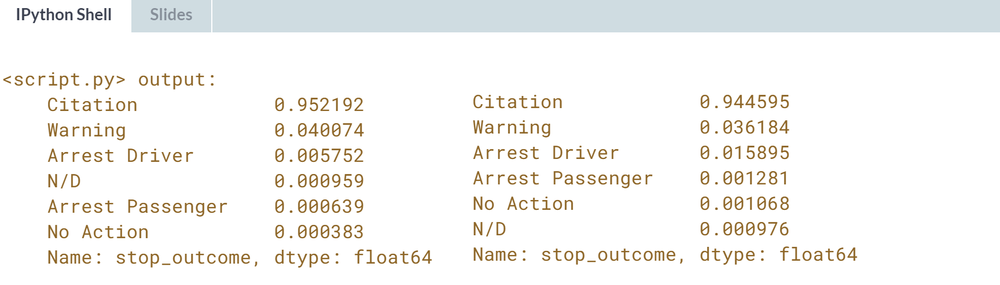 IPython Shell Slides
<script.py> output:
Citation 0.952192
Warning 0.040074
Arrest Driver 0.005752
N/D 0.000959
Arrest Passenger 0.000639
No Action 0.000383
Name: stop_outcome, dtype: float64
Citation 0.944595
Warning 0.036184
Arrest Driver 0.015895
Arrest Passenger 0.001281
No Action 0.001068
N/D 0.000976
Name: stop_outcome, dtype: float64